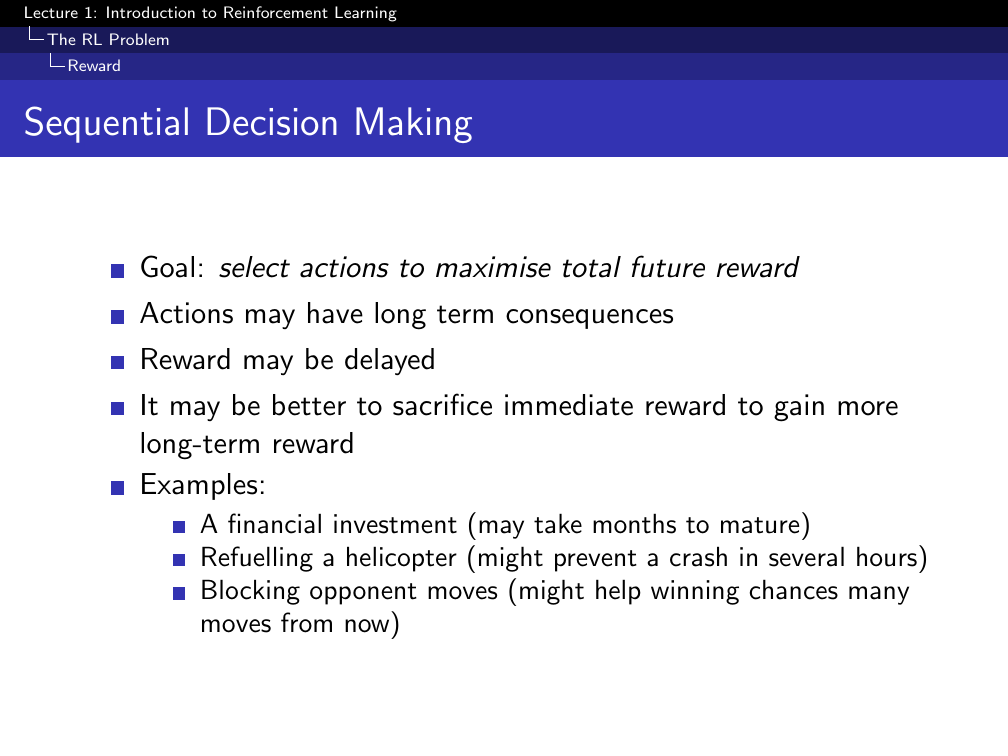 Lecture 1: Introduction to Reinforcement Learning
The RL Problem
Reward
Sequential Decision Making
Goal: select actions to maximise total future reward
Actions may have long term consequences
Reward may be delayed
It may be better to sacrifice immediate reward to gain more
long-term reward
Examples:
A financial investment (may take months to mature)
Refuelling a helicopter (might prevent a crash in several hours)
Blocking opponent moves (might help winning chances many
moves from now)